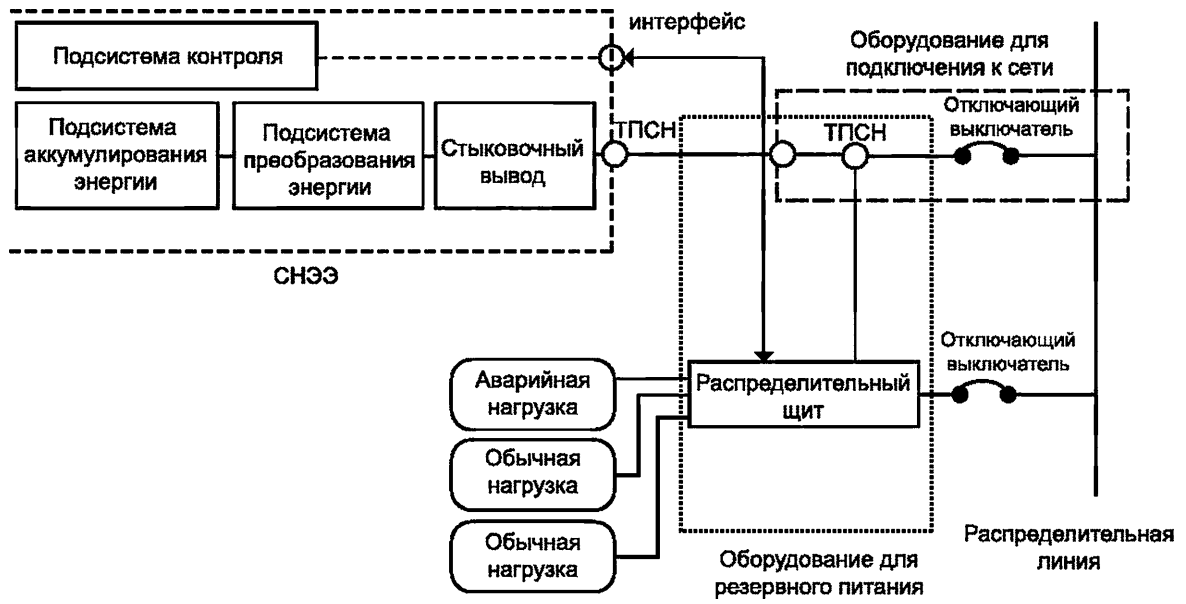 интерфейс
Подсистема контроля
Оборудование для
подключения к сети
Подсистема
аккумулирования
энергии
Подсистема
преобразования
энергии
Стыковочный
вывод
ТПСН
ТПСН
Отключающий
выключатель
СНЭЭ
Отключающий
выключатель
Аварийная
нагрузка
Распределительный
щит
Обычная
нагрузка
Обычная
нагрузка
Оборудование для
резервного питания
Распределительная
линия